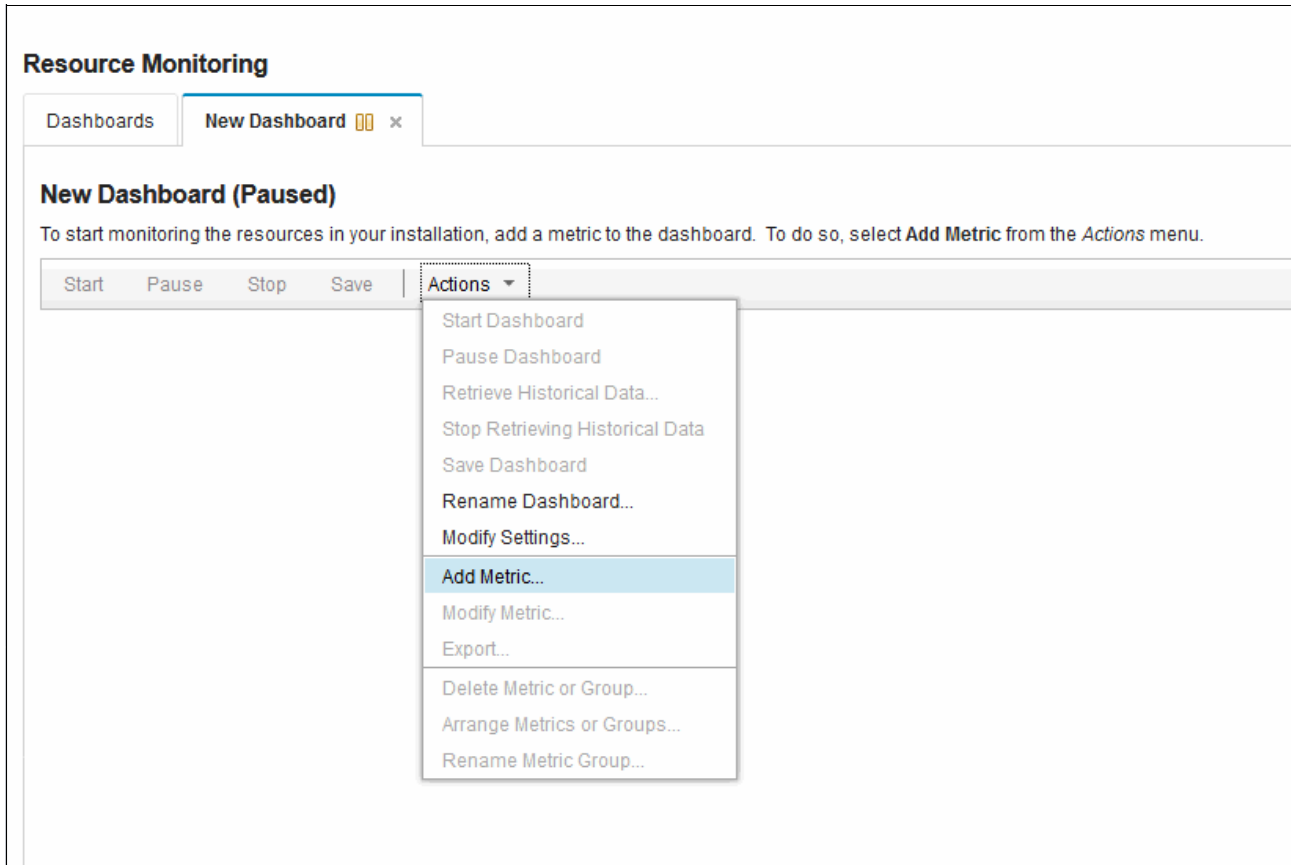 Resource Monitoring
Dashboards New Dashboard
New Dashboard (Paused)
To start monitoring the resources in your installation, add a metric to the dashboard. To do so, select Add Metric from the Actions menu.
Start Pause Stop Save Actions
Start Dashboard
Pause Dashboard
Retrieve Historical Data...
Stop Retrieving Historical Data
Save Dashboard
Rename Dashboard...
Modify Settings...
Add Metric...
Modify Metric...
Export...
Delete Metric or Group...
Arrange Metrics or Groups...
Rename Metric Group...